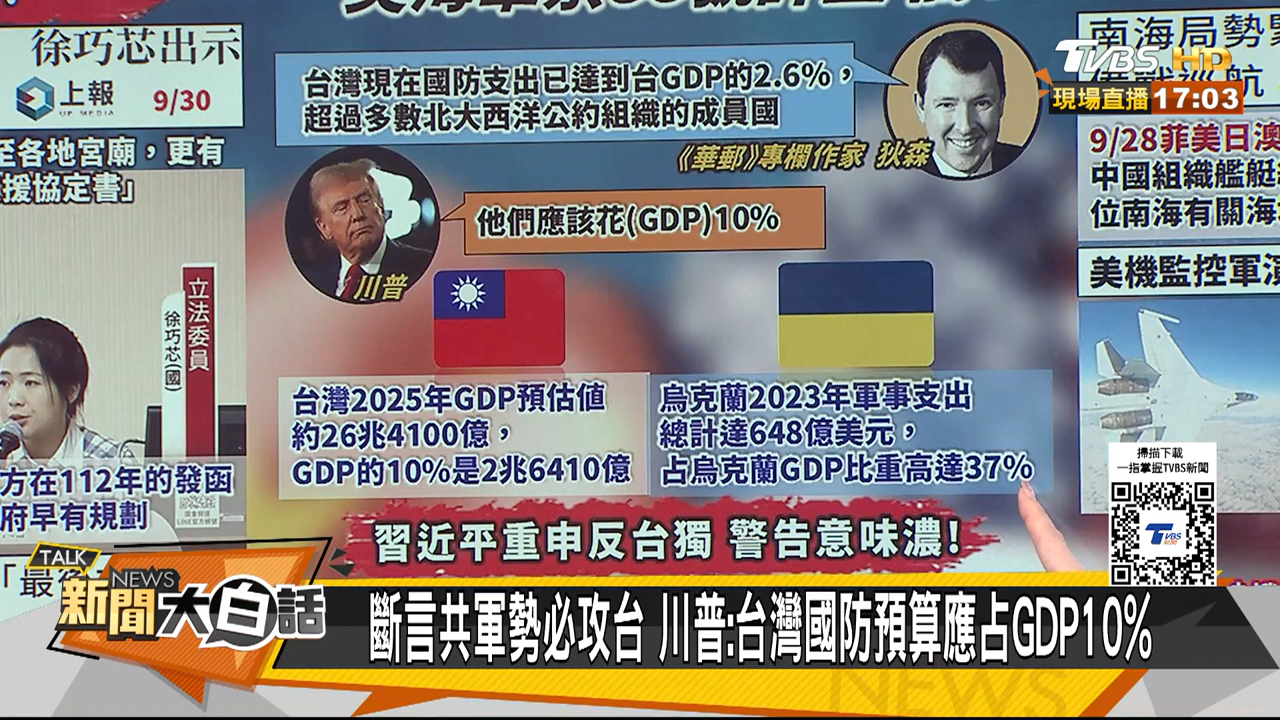 徐巧芯出示
上報
UP MEDIA
9/30
至各地宮廟，更有
援協定書」
立法委員
徐巧芯(國)
方在112年的發函
府早有規劃
台灣現在國防支出已達到台GDP的2.6%，
超過多數北大西洋公約組織的成員國
《華郵》專欄作家 狄森
他們應該花(GDP)10%
川普
台灣2025年GDP預估值
約26兆4100億，
GDP的10%是2兆6410億
烏克蘭2023年軍事支出
總計達648億美元，
占烏克蘭GDP比重高達37%
習近平重申反台獨 警告意味濃!
南海局勢
TVBS HD
現場直播 17:03
9/28菲美日澳
中國組織艦艇
位南海有關海
美機監控軍演
掃描下載
一指掌握TVBS新聞
TVBS
TALK
NEWS
新聞大白話
斷言共軍勢必攻台 川普:台灣國防預算應占GDP10%
NEWS